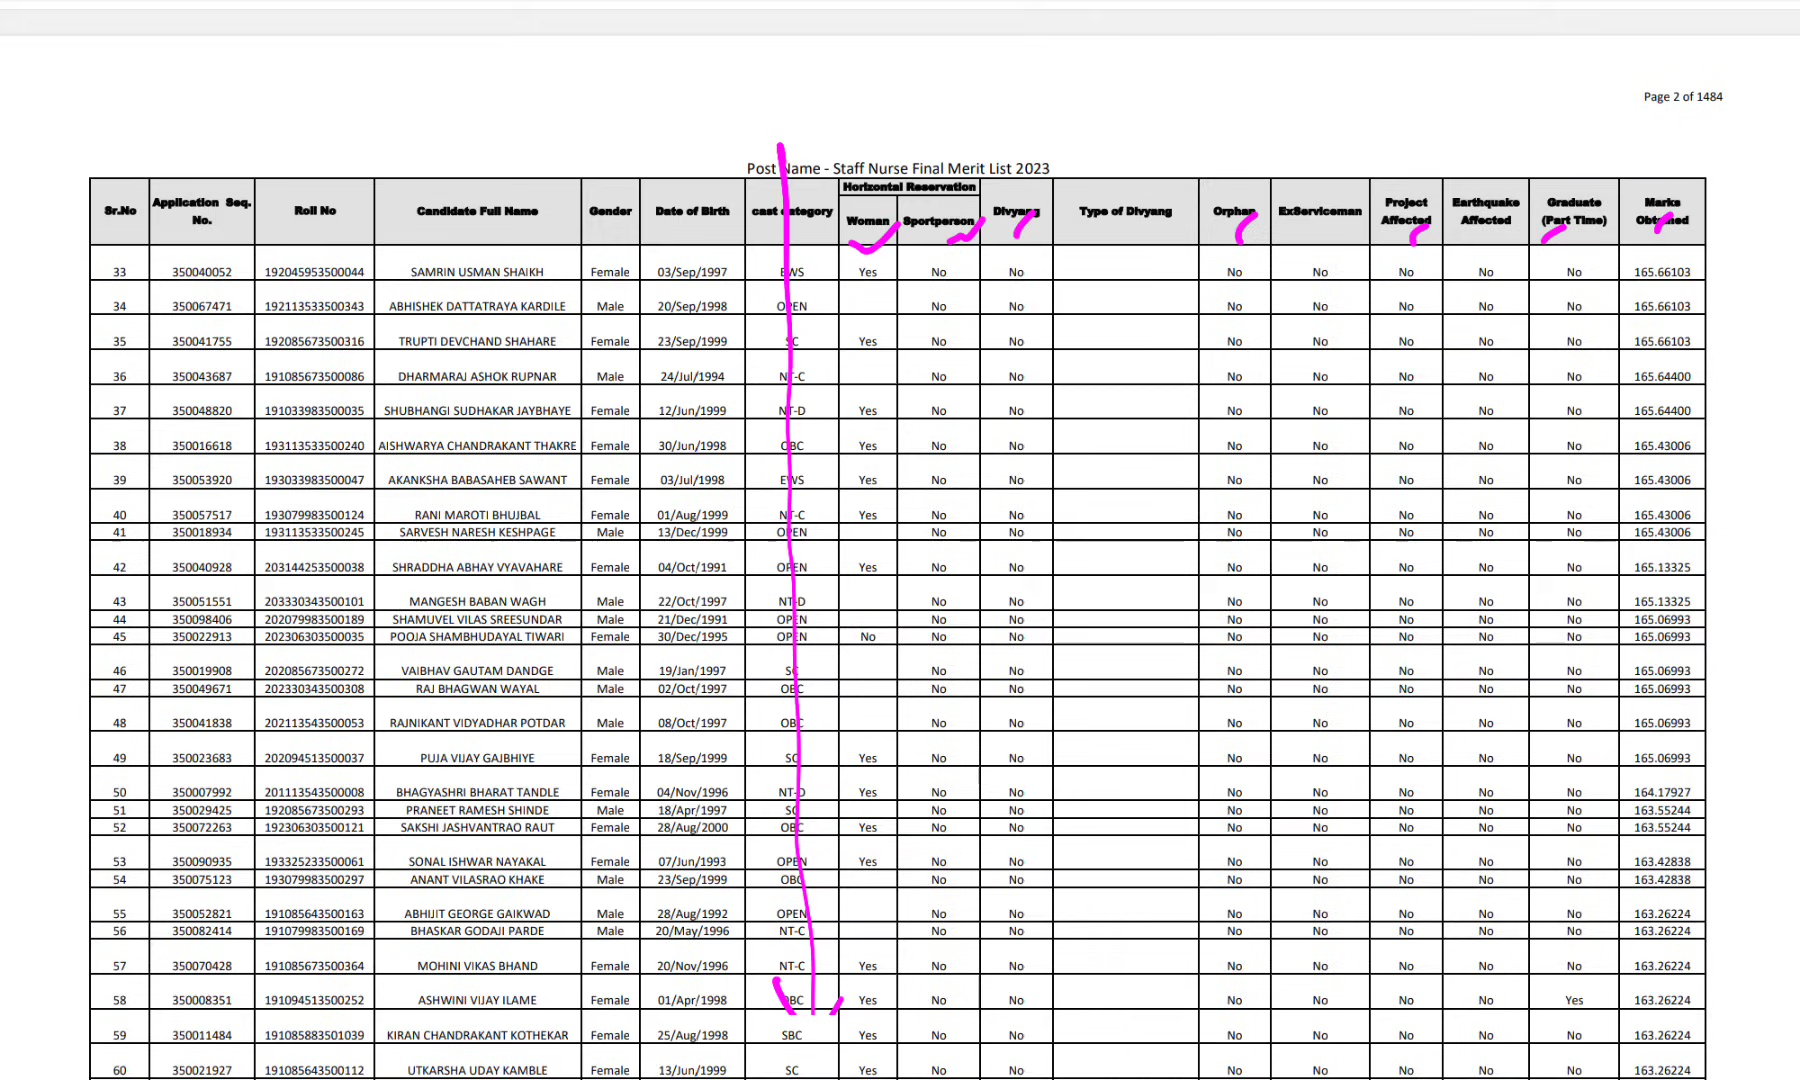 Page 2 of 1484
Post Name - Staff Nurse Final Merit List 2023
Sr.No Application Seq. No. Roll No Candidate Full Name Gender Date of Birth cast category Horizontal Reservation Woman Sportperson Divyang Type of Divyang Orphan ExServiceman Project Affected Earthquake Affected Graduate (Part Time) Marks Obtained
33 350040052 192045953500044 SAMRIN USMAN SHAIKH Female 03/Sep/1997 EWS Yes No No No No No No No 165.66103
34 350067471 192113533500343 ABHISHEK DATTATRAYA KARDILE Male 20/Sep/1998 OPEN No No No No No No No 165.66103
35 350041755 192085673500316 TRUPTI DEVCHAND SHAHARE Female 23/Sep/1999 SC Yes No No No No No No No 165.66103
36 350043687 191085673500086 DHARMARAJ ASHOK RUPNAR Male 24/Jul/1994 NT-C No No No No No No No 165.64400
37 350048820 191033983500035 SHUBHANGI SUDHAKAR JAYBHAYE Female 12/Jun/1999 NT-D Yes No No No No No No No 165.64400
38 350016618 193113533500240 AISHWARYA CHANDRAKANT THAKRE Female 30/Jun/1998 OBC Yes No No No No No No No 165.43006
39 350053920 193033983500047 AKANKSHA BABASAHEB SAWANT Female 03/Jul/1998 EWS Yes No No No No No No No 165.43006
40 350057517 193079983500124 RANI MAROTI BHUJBAL Female 01/Aug/1999 NT-C Yes No No No No No No No 165.43006
41 350018934 193113533500245 SARVESH NARESH KESHPAGE Male 13/Dec/1999 OPEN No No No No No No No 165.43006
42 350040928 203144253500038 SHRADDHA ABHAY VYAVAHARE Female 04/Oct/1991 OPEN Yes No No No No No No No 165.13325
43 350051551 203330343500101 MANGESH BABAN WAGH Male 22/Oct/1997 NT-D No No No No No No No 165.13325
44 350098406 202079983500189 SHAMUVEL VILAS SREESUNDAR Male 21/Dec/1991 OPEN No No No No No No No 165.06993
45 350022913 202306303500035 POOJA SHAMBHUDAYAL TIWARI Female 30/Dec/1995 OPEN No No No No No No No No 165.06993
46 350019908 202085673500272 VAIBHAV GAUTAM DANDGE Male 19/Jan/1997 SC No No No No No No No 165.06993
47 350049671 202330343500308 RAJ BHAGWAN WAYAL Male 02/Oct/1997 OBC No No No No No No No 165.06993
48 350041838 202113543500053 RAJNIKANT VIDYADHAR POTDAR Male 08/Oct/1997 OBC No No No No No No No 165.06993
49 350023683 202094513500037 PUJA VIJAY GAJBHIYE Female 18/Sep/1999 SC Yes No No No No No No No 165.06993
50 350007992 201113543500008 BHAGYASHRI BHARAT TANDLE Female 04/Nov/1996 NT-D Yes No No No No No No No 164.17927
51 350029425 192085673500293 PRANEET RAMESH SHINDE Male 18/Apr/1997 SC No No No No No No No 163.55244
52 350072263 192306303500121 SAKSHI JASHVANTRAO RAUT Female 28/Aug/2000 OBC Yes No No No No No No No 163.55244
53 350090935 193325233500061 SONAL ISHWAR NAYAKAL Female 07/Jun/1993 OPEN Yes No No No No No No No 163.42838
54 350075123 193079983500297 ANANT VILASRAO KHAKE Male 23/Sep/1999 OBC No No No No No No No 163.42838
55 350052821 191085643500163 ABHIJIT GEORGE GAIKWAD Male 28/Aug/1992 OPEN No No No No No No No 163.26224
56 350082414 191079983500169 BHASKAR GODAJI PARDE Male 20/May/1996 NT-C No No No No No No No 163.26224
57 350070428 191085673500364 MOHINI VIKAS BHAND Female 20/Nov/1996 NT-C Yes No No No No No No No 163.26224
58 350008351 191094513500252 ASHWINI VIJAY ILAME Female 01/Apr/1998 OBC Yes No No No No No No Yes 163.26224
59 350011484 191085883501039 KIRAN CHANDRAKANT KOTHEKAR Female 25/Aug/1998 SBC Yes No No No No No No No 163.26224
60 350021927 191085643500112 UTKARSHA UDAY KAMBLE Female 13/Jun/1999 SC Yes No No No No No No No 163.26224